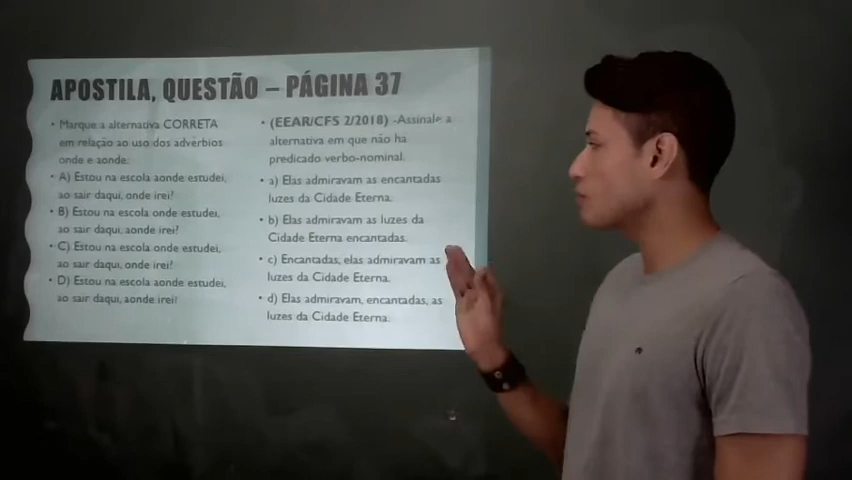 APOSTILA, QUESTÃO – PÁGINA 37
• Marque a alternativa CORRETA
em relação ao uso dos advérbios
onde e aonde:
• A) Estou na escola aonde estudei,
ao sair daqui, onde irei?
• B) Estou na escola onde estudei,
ao sair daqui, aonde irei?
• C) Estou na escola onde estudei,
ao sair daqui, onde irei?
• D) Estou na escola aonde estudei,
ao sair daqui, aonde irei?
• (EEAR/CFS 2/2018) -Assinale a
alternativa em que não há
predicado verbo-nominal.
• a) Elas admiravam as encantadas
luzes da Cidade Eterna.
• b) Elas admiravam as luzes da
Cidade Eterna encantadas.
• c) Encantadas, elas admiravam as
luzes da Cidade Eterna.
• d) Elas admiravam, encantadas, as
luzes da Cidade Eterna.